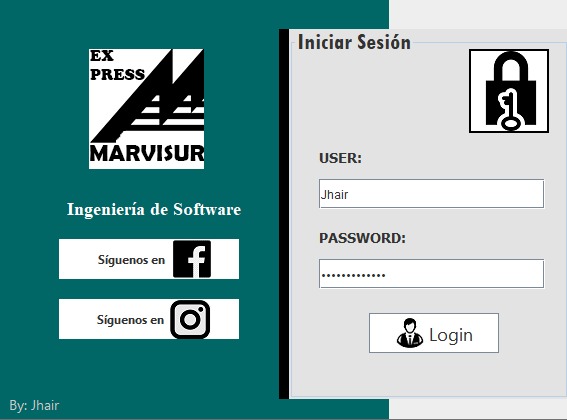 EX
PRESS
MARVISUR
Ingeniería de Software
Síguenos en
Síguenos en
By: Jhair
Iniciar Sesión
USER:
Jhair
PASSWORD:
•••••••••••••
Login